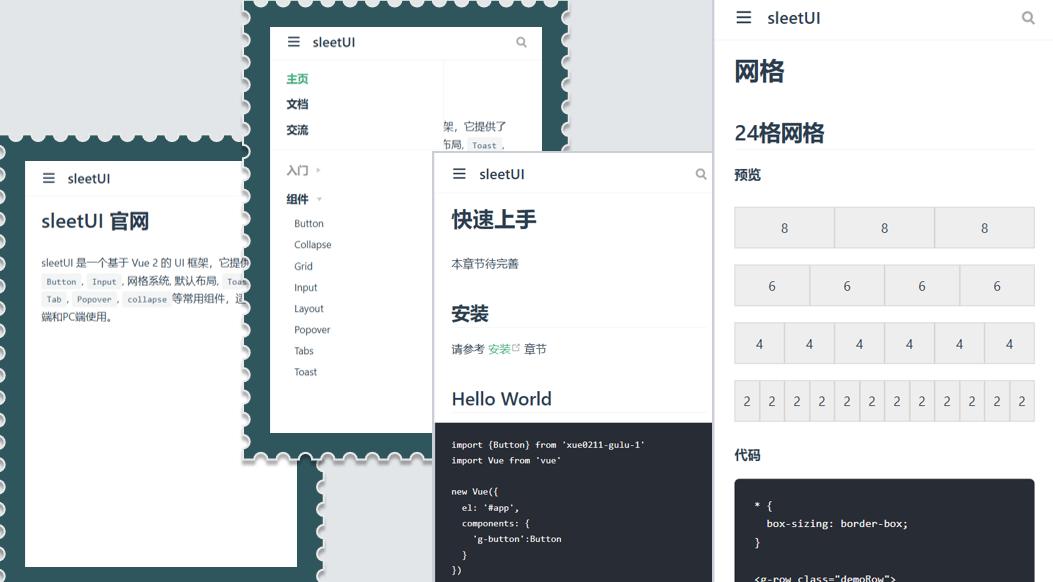 sleetUI
sleetUI 官网
sleetUI 是一个基于 Vue 2 的 UI 框架，它提供
Button , Input , 网格系统, 默认布局, Toas
Tab , Popover , collapse 等常用组件，适
端和PC端使用。
sleetUI
主页
文档
交流
入门
组件
Button
Collapse
Grid
Input
Layout
Popover
Tabs
Toast
架，它提供了
布局, Toast ,
sleetUI
快速上手
本章节待完善
安装
请参考 安装 章节
Hello World
import {Button} from 'xue0211-gulu-1'
import Vue from 'vue'
new Vue({
el: '#app',
components: {
'g-button':Button
}
})
sleetUI
网格
24格网格
预览
8 8 8
6 6 6 6
4 4 4 4 4 4
2 2 2 2 2 2 2 2 2 2 2 2
代码
* {
box-sizing: border-box;
}
<g-row class="demoRow">